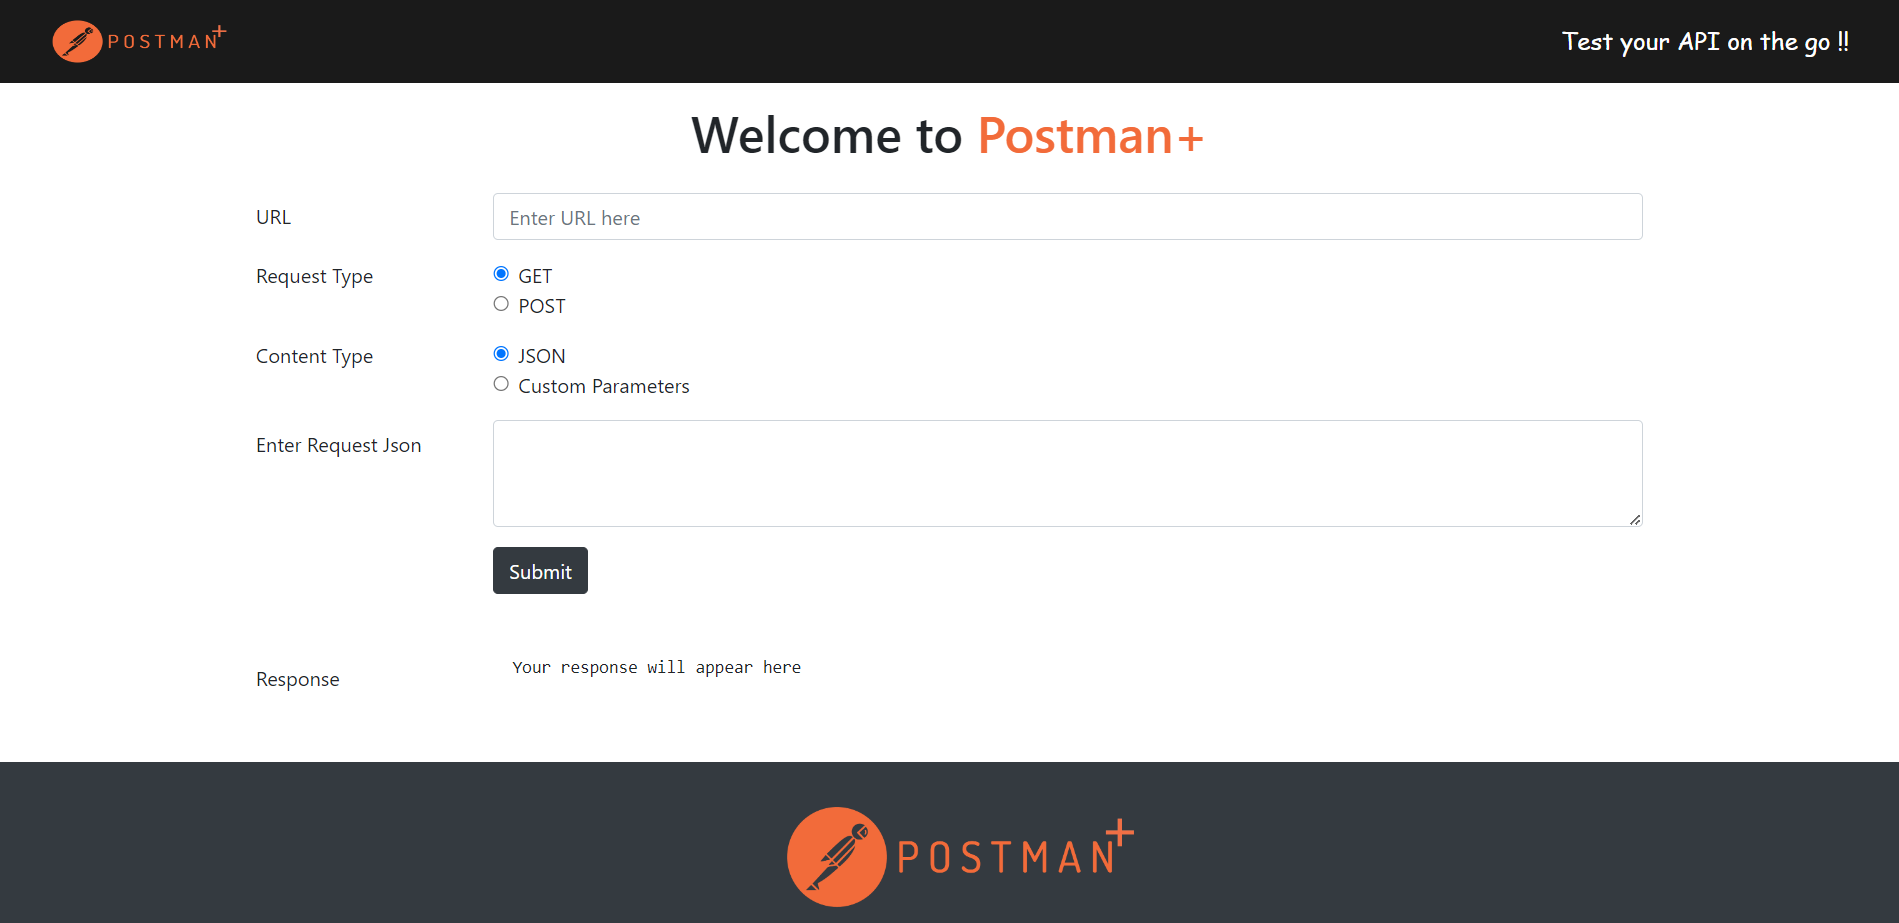 POSTMAN+
Test your API on the go !!
Welcome to Postman+
URL
Enter URL here
Request Type
GET
POST
Content Type
JSON
Custom Parameters
Enter Request Json
Submit
Response
Your response will appear here
POSTMAN+